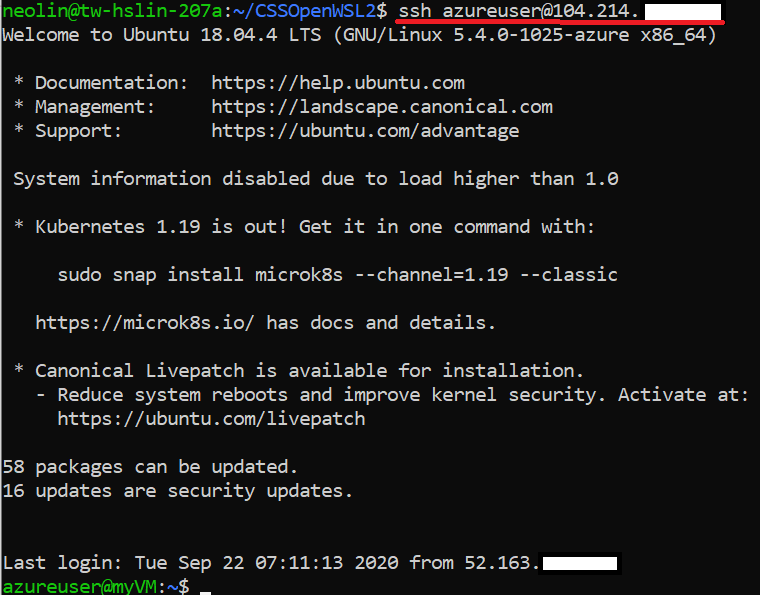 neolin@tw-hslin-207a:~/CSSOpenWSL2$ ssh azureuser@104.214.
Welcome to Ubuntu 18.04.4 LTS (GNU/Linux 5.4.0-1025-azure x86_64)
* Documentation: https://help.ubuntu.com
* Management: https://landscape.canonical.com
* Support: https://ubuntu.com/advantage
System information disabled due to load higher than 1.0
* Kubernetes 1.19 is out! Get it in one command with:
sudo snap install microk8s --channel=1.19 --classic
https://microk8s.io/ has docs and details.
* Canonical Livepatch is available for installation.
- Reduce system reboots and improve kernel security. Activate at:
https://ubuntu.com/livepatch
58 packages can be updated.
16 updates are security updates.
Last login: Tue Sep 22 07:11:13 2020 from 52.163.
azureuser@myVM:~$